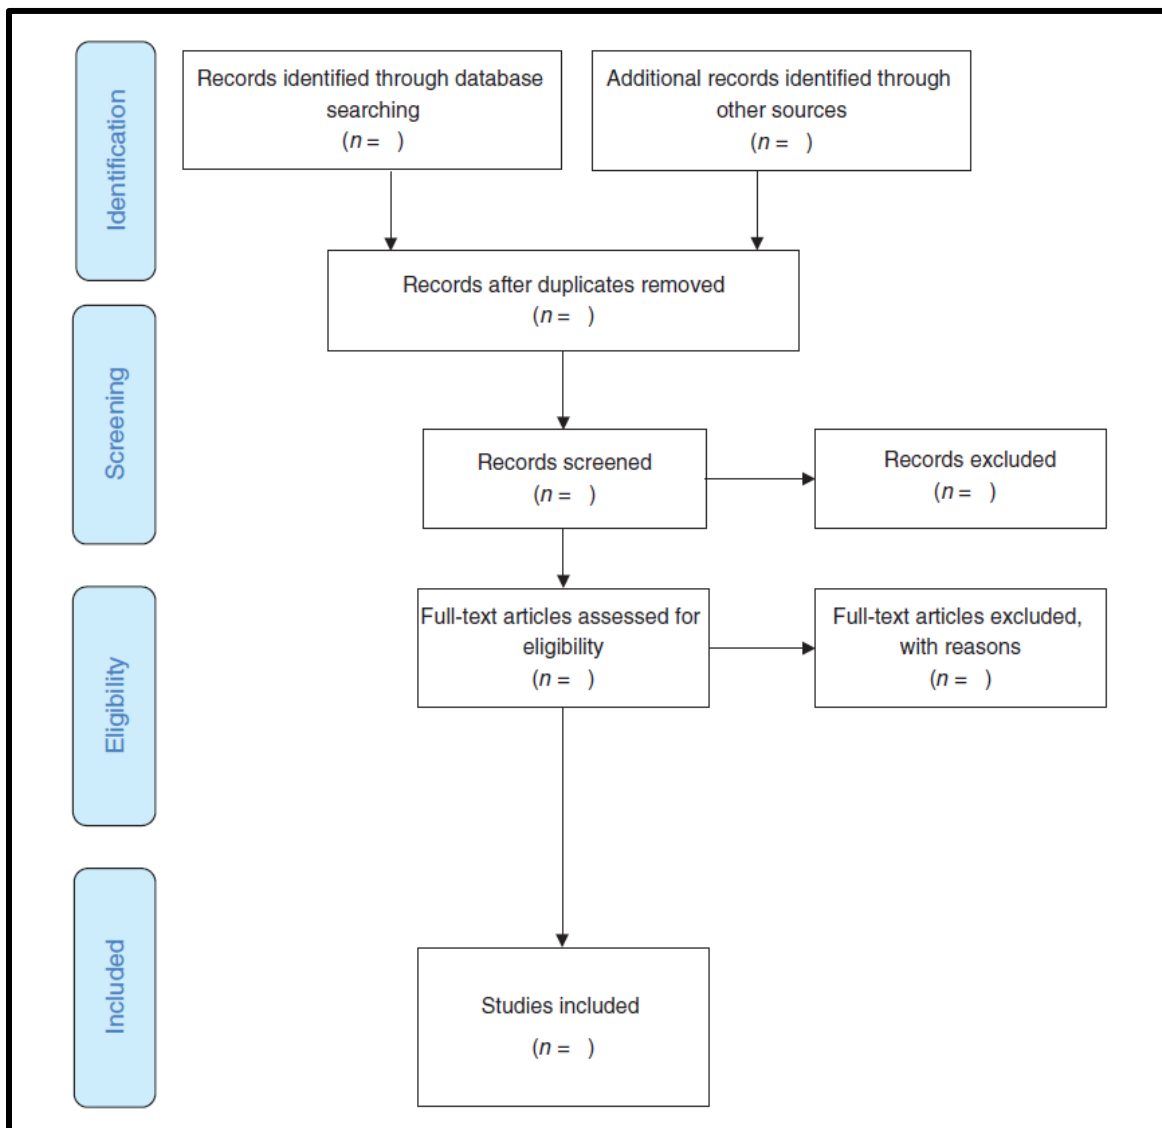 Identification
Records identified through database
searching
(n =   )
Additional records identified through
other sources
(n =   )
Records after duplicates removed
(n =   )
Screening
Records screened
(n =   )
Records excluded
(n =   )
Eligibility
Full-text articles assessed for
eligibility
(n =   )
Full-text articles excluded,
with reasons
(n =   )
Included
Studies included
(n =   )